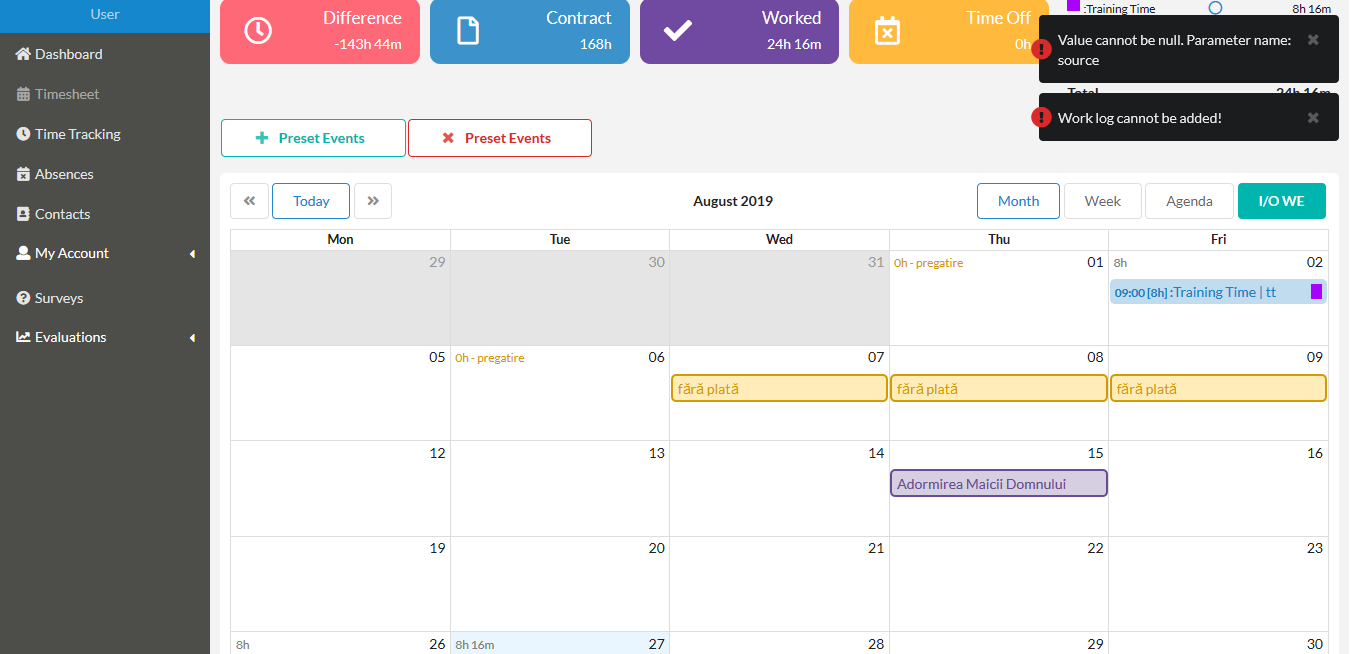 User
Dashboard
Timesheet
Time Tracking
Absences
Contacts
My Account
Surveys
Evaluations
Difference
-143h 44m
Contract
168h
Worked
24h 16m
Time Off
0h
:Training Time 8h 16m
Value cannot be null. Parameter name:
source
Total 24h 16m
Work log cannot be added!
Preset Events
Preset Events
Today
August 2019
Month Week Agenda I/O WE
Mon Tue Wed Thu Fri
29 30 31 0h - pregatire 01 8h 02
09:00 [8h] :Training Time | tt
05 0h - pregatire 06 07 08 09
fără plată fără plată fără plată
12 13 14 15 16
Adormirea Maicii Domnului
19 20 21 22 23
8h 26 8h 16m 27 28 29 30